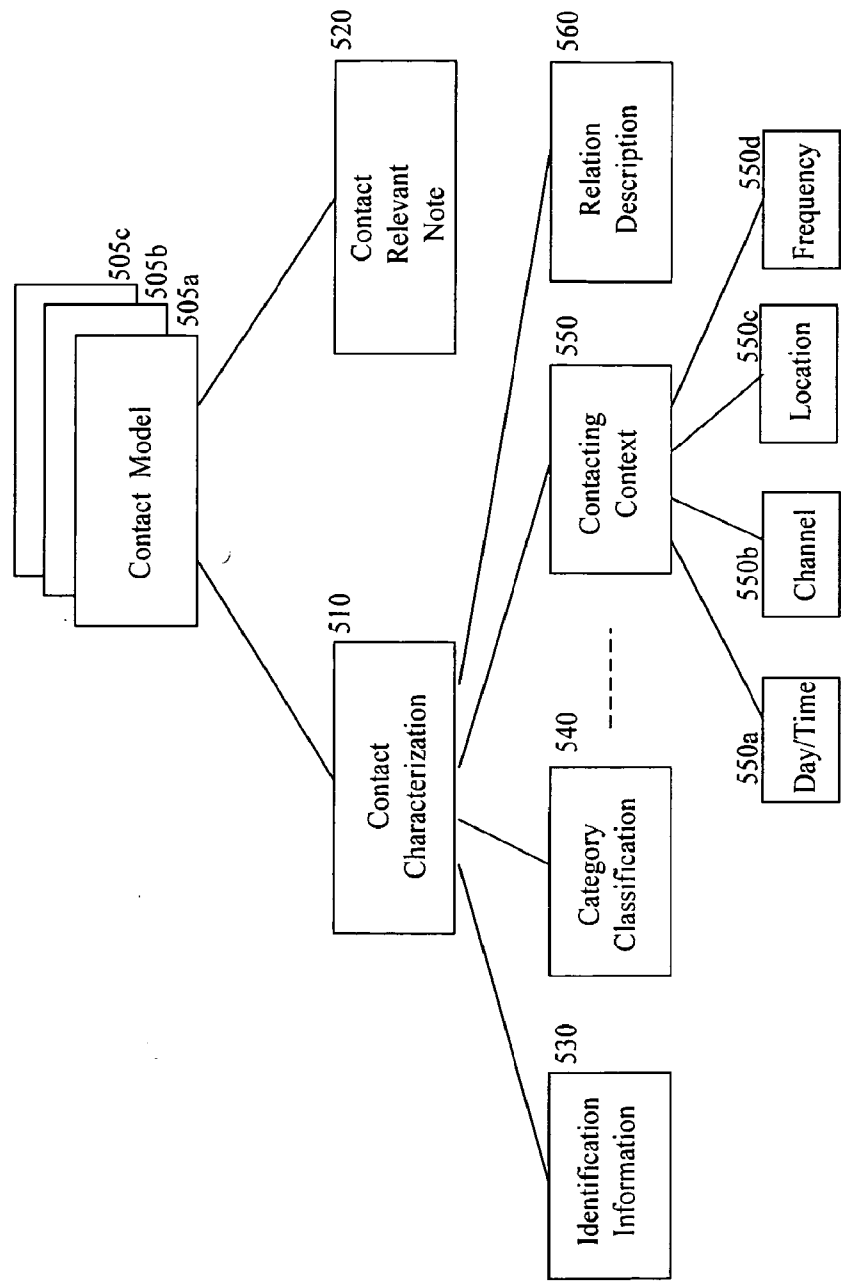 505c
505b
505a
Contact Model
510
Contact
Characterization
520
Contact
Relevant
Note
530
Identification
Information
540
Category
Classification
550
Contacting
Context
560
Relation
Description
550a
Day/Time
550b
Channel
550c
Location
550d
Frequency